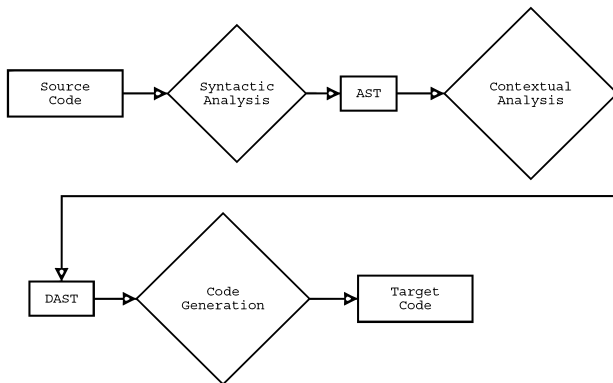 Source
Code
Syntactic
Analysis
AST
Contextual
Analysis
DAST
Code
Generation
Target
Code